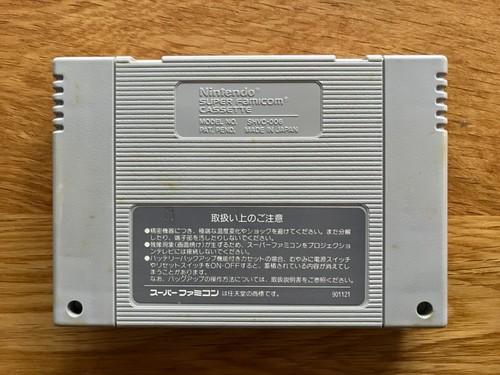 Nintendo®
SUPER FAMICOM®
CASSETTE
MODEL NO. SHVC-006
PAT. PEND. MADE IN JAPAN
取扱い上のご注意
●精密機器につき、極端な温度変化やショックを避けてください。また分解
したり、端子部を汚したりしないでください。
●残像現象(画面焼け)が生ずるため、スーパーファミコンをプロジェクショ
ンテレビには接続しないでください。
●バッテリーバックアップ機能付きカセットの場合、むやみに電源スイッチ
やリセットスイッチをON-OFFすると、蓄積されている内容が消えてし
まうことがあります。
なお、バックアップの操作方法については、取扱説明書をご参照ください。
スーパーファミコン は任天堂の商標です。 901121